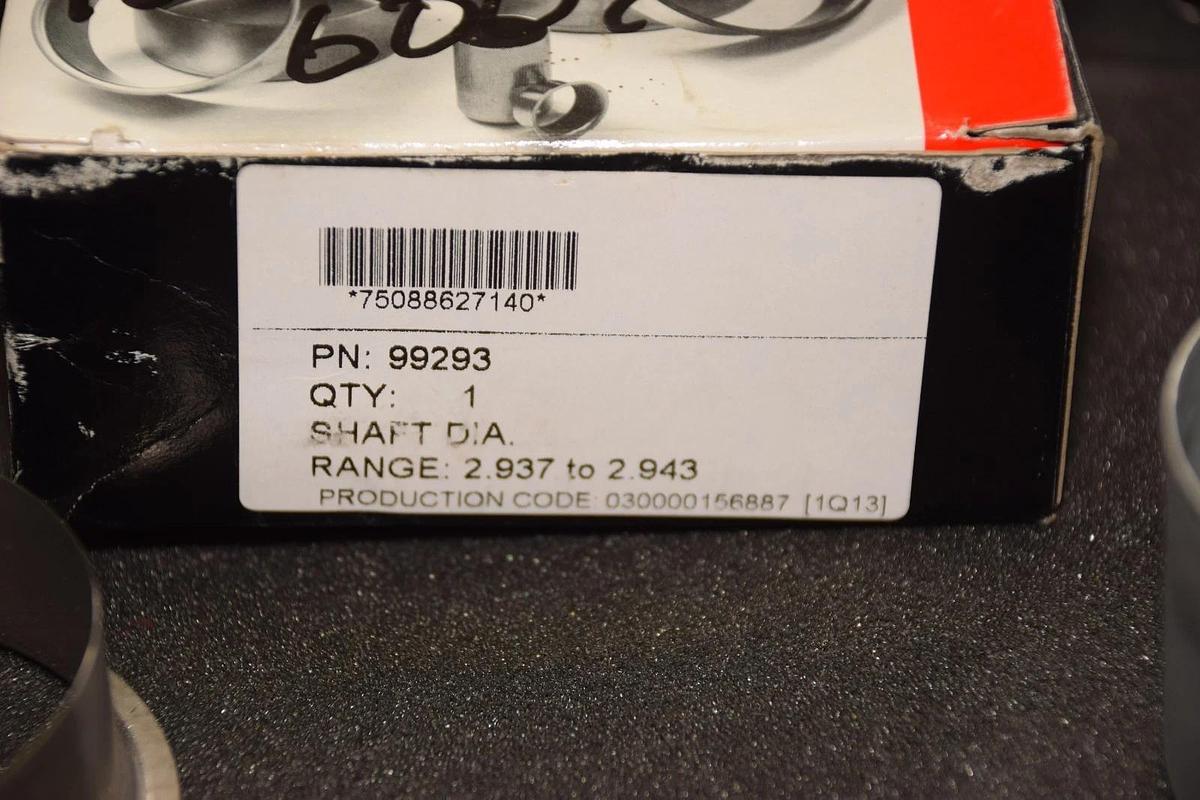 *75088627140*
PN: 99293
QTY: 1
SHAFT DIA.
RANGE: 2.937 to 2.943
PRODUCTION CODE: 030000156887 [1Q13]